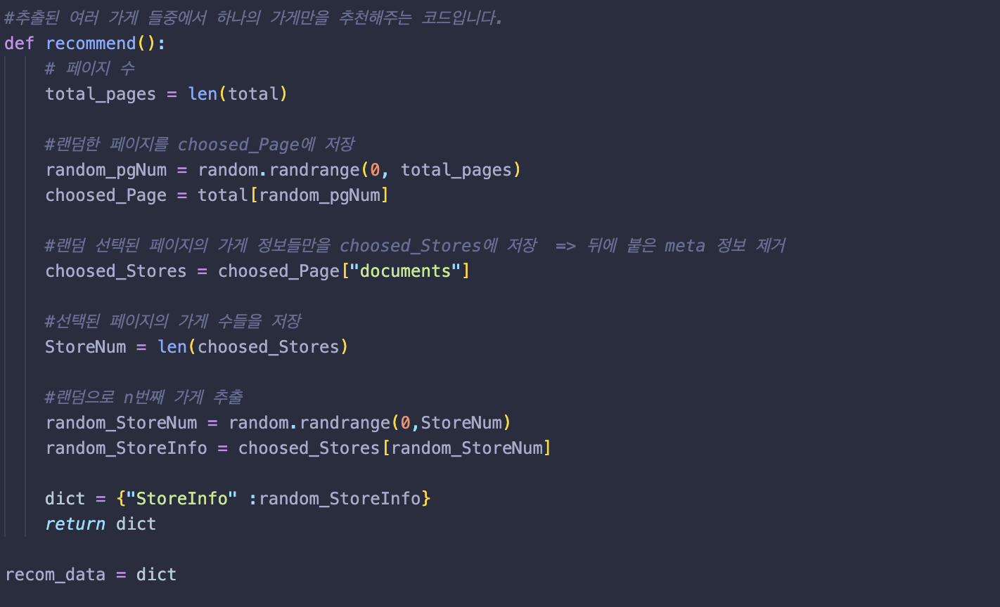 #추출된 여러 가게 들중에서 하나의 가게만을 추천해주는 코드입니다.
def recommend():
# 페이지 수
total_pages = len(total)
#랜덤한 페이지를 choosed_Page에 저장
random_pgNum = random.randrange(0, total_pages)
choosed_Page = total[random_pgNum]
#랜덤 선택된 페이지의 가게 정보들만을 choosed_Stores에 저장  => 뒤에 붙은 meta 정보 제거
choosed_Stores = choosed_Page["documents"]
#선택된 페이지의 가게 수들을 저장
StoreNum = len(choosed_Stores)
#랜덤으로 n번째 가게 추출
random_StoreNum = random.randrange(0,StoreNum)
random_StoreInfo = choosed_Stores[random_StoreNum]
dict = {"StoreInfo" :random_StoreInfo}
return dict
recom_data = dict